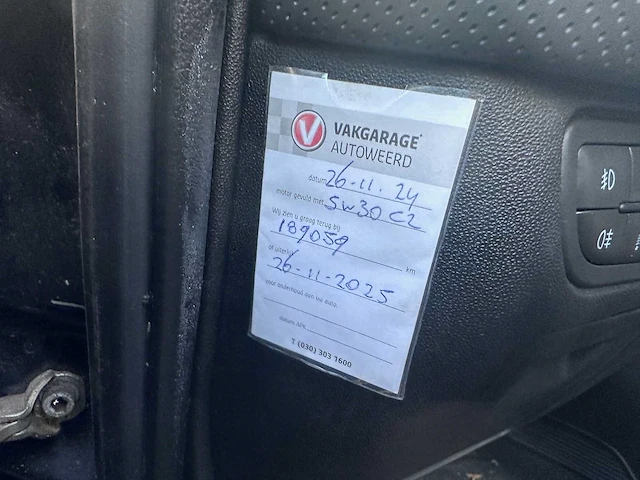 V VAKGARAGE
AUTOWEERD
datum 26-11-24
motor gevuld met 5w30 C2
Wij zien u graag terug bij
189059 km
of uiterlijk
26-11-2025
voor onderhoud aan uw auto.
datum APK
T (030) 303 1600